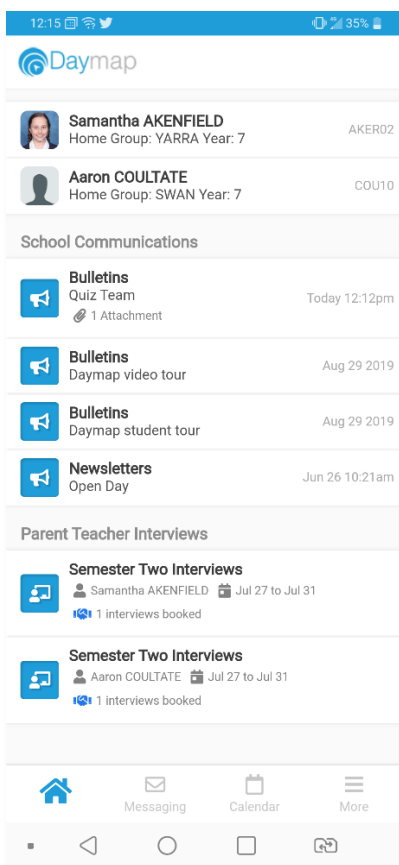 12:15 35%
Daymap
Samantha AKENFIELD
Home Group: YARRA Year: 7 AKER02
Aaron COULTATE
Home Group: SWAN Year: 7 COU10
School Communications
Bulletins
Quiz Team Today 12:12pm
1 Attachment
Bulletins
Daymap video tour Aug 29 2019
Bulletins
Daymap student tour Aug 29 2019
Newsletters
Open Day Jun 26 10:21am
Parent Teacher Interviews
Semester Two Interviews
Samantha AKENFIELD Jul 27 to Jul 31
1 interviews booked
Semester Two Interviews
Aaron COULTATE Jul 27 to Jul 31
1 interviews booked
Messaging Calendar More